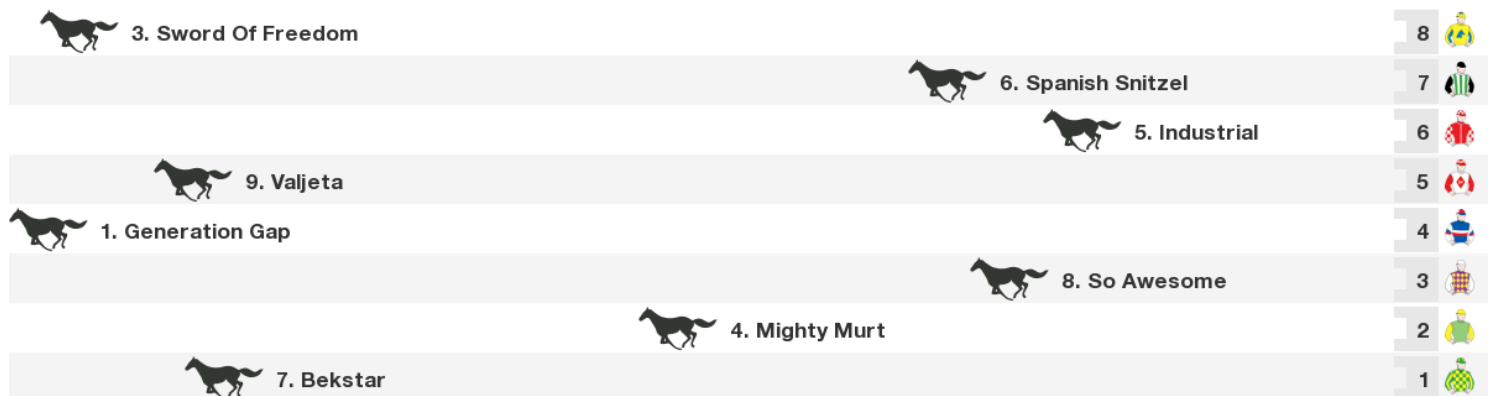 3. Sword Of Freedom 8
6. Spanish Snitzel 7
5. Industrial 6
9. Valjeta 5
1. Generation Gap 4
8. So Awesome 3
4. Mighty Murt 2
7. Bekstar 1